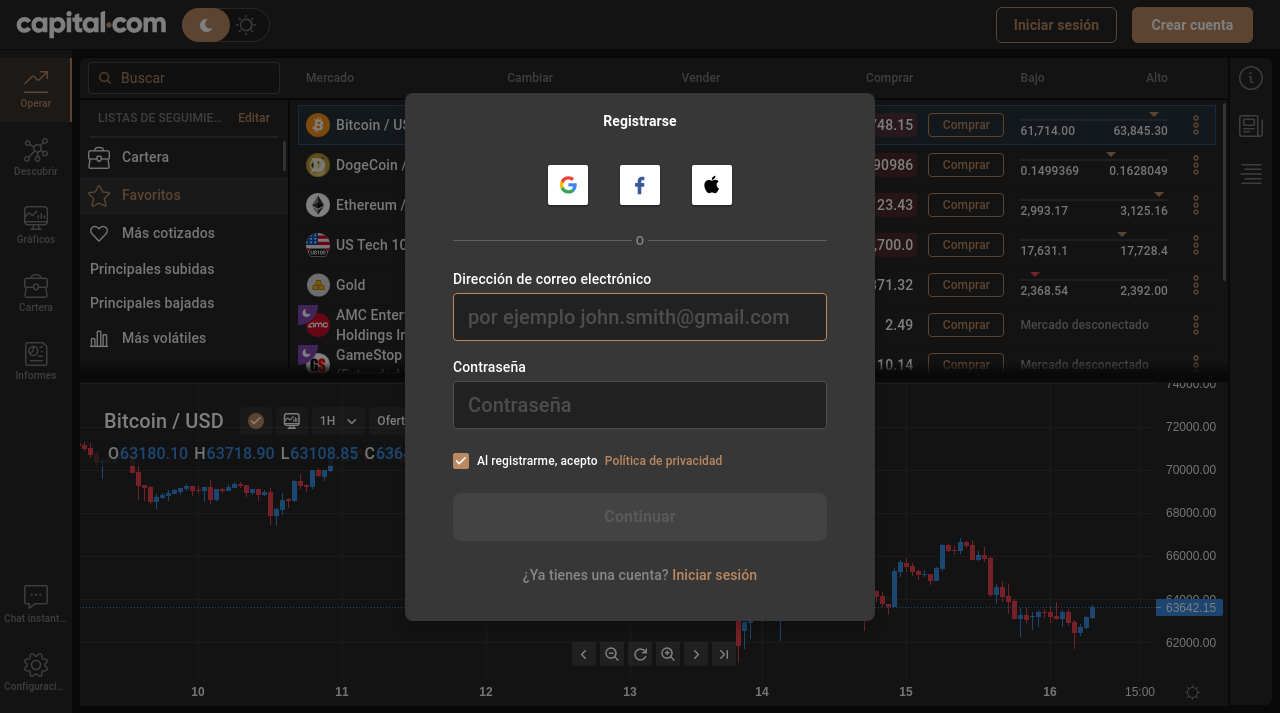 capital.com
Iniciar sesión
Crear cuenta
Operar
Descubrir
Gráficos
Cartera
Informes
Chat instant...
Configuraci...
Buscar
LISTAS DE SEGUIMIE...
Editar
Cartera
Favoritos
Más cotizados
Principales subidas
Principales bajadas
Más volátiles
Mercado Cambiar Vender Comprar Bajo Alto
Bitcoin / US 748.15 Comprar 61,714.00 63,845.30
DogeCoin / 90986 Comprar 0.1499369 0.1628049
Ethereum / 23.43 Comprar 2,993.17 3,125.16
US Tech 10 ,700.0 Comprar 17,631.1 17,728.4
Gold 371.32 Comprar 2,368.54 2,392.00
AMC Enter
Holdings In 2.49 Comprar Mercado desconectado
GameStop 10.14 Comprar Mercado desconectado
Registrarse
O
Dirección de correo electrónico
por ejemplo john.smith@gmail.com
Contraseña
Contraseña
Al registrarme, acepto Política de privacidad
Continuar
¿Ya tienes una cuenta? Iniciar sesión
Bitcoin / USD 1H Ofert
O63180.10 H63718.90 L63108.85 C6364
74000.00
72000.00
70000.00
68000.00
66000.00
64000.00
63642.15
62000.00
10 11 12 13 14 15 16 15:00